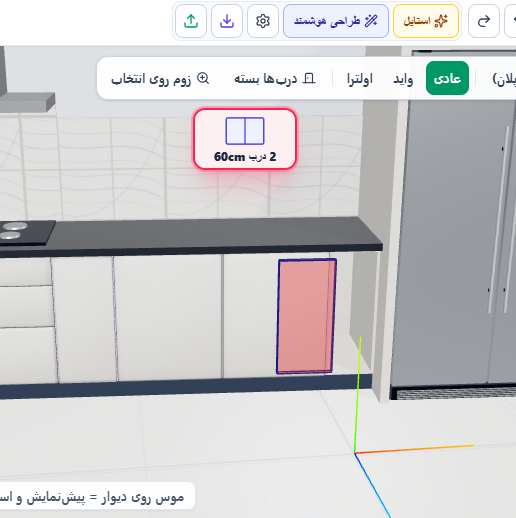 استایل
طراحی هوشمند
پلان)
عادی
واید
اولترا
درب‌ها بسته
زوم روی انتخاب
2 درب 60cm
موس روی دیوار = پیش‌نمایش و اس